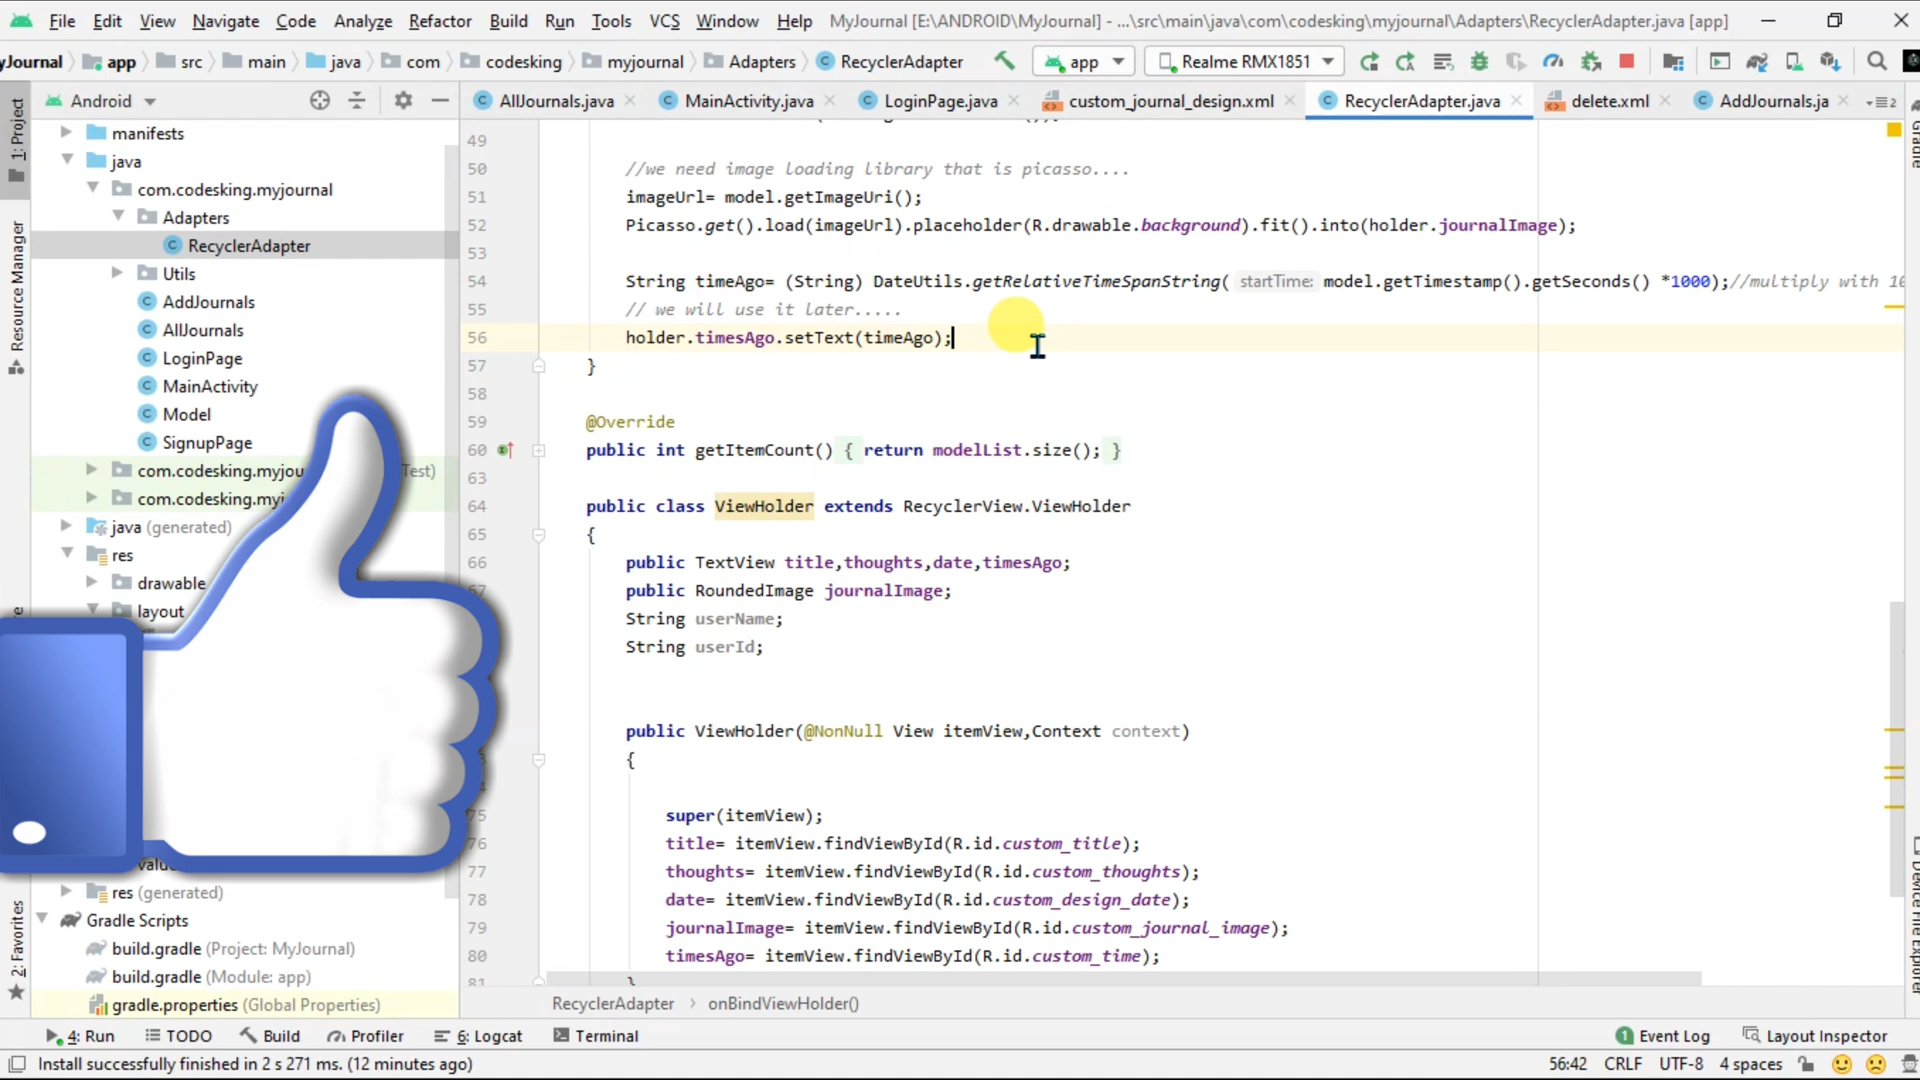 File Edit View Navigate Code Analyze Refactor Build Run Tools VCS Window Help MyJournal [E:\ANDROID\MyJournal] - ...\src\main\java\com\codesking\myjournal\Adapters\RecyclerAdapter.java [app]
yJournal app src main java com codesking myjournal Adapters RecyclerAdapter app Realme RMX1851
Android AllJournals.java MainActivity.java LoginPage.java custom_journal_design.xml RecyclerAdapter.java delete.xml AddJournals.ja
1: Project
Resource Manager
2: Favorites
Gradle
Device File Explorer
manifests
java
com.codesking.myjournal
Adapters
RecyclerAdapter
Utils
AddJournals
AllJournals
LoginPage
MainActivity
Model
SignupPage
com.codesking.myjou Test)
com.codesking.myj
java (generated)
res
drawable
layout
valu
res (generated)
Gradle Scripts
build.gradle (Project: MyJournal)
build.gradle (Module: app)
gradle.properties (Global Properties)
49
50 //we need image loading library that is picasso....
51 imageUrl= model.getImageUri();
52 Picasso.get().load(imageUrl).placeholder(R.drawable.background).fit().into(holder.journalImage);
53
54 String timeAgo= (String) DateUtils.getRelativeTimeSpanString( startTime: model.getTimestamp().getSeconds() *1000);//multiply with 10
55 // we will use it later.....
56 holder.timesAgo.setText(timeAgo);
57 }
58
59 @Override
60 public int getItemCount() { return modelList.size(); }
63
64 public class ViewHolder extends RecyclerView.ViewHolder
65 {
66 public TextView title,thoughts,date,timesAgo;
67 public RoundedImage journalImage;
String userName;
String userId;
public ViewHolder(@NonNull View itemView,Context context)
{
75 super(itemView);
76 title= itemView.findViewById(R.id.custom_title);
77 thoughts= itemView.findViewById(R.id.custom_thoughts);
78 date= itemView.findViewById(R.id.custom_design_date);
79 journalImage= itemView.findViewById(R.id.custom_journal_image);
80 timesAgo= itemView.findViewById(R.id.custom_time);
81 }
RecyclerAdapter › onBindViewHolder()
4: Run TODO Build Profiler 6: Logcat Terminal 1 Event Log Layout Inspector
Install successfully finished in 2 s 271 ms. (12 minutes ago) 56:42 CRLF UTF-8 4 spaces